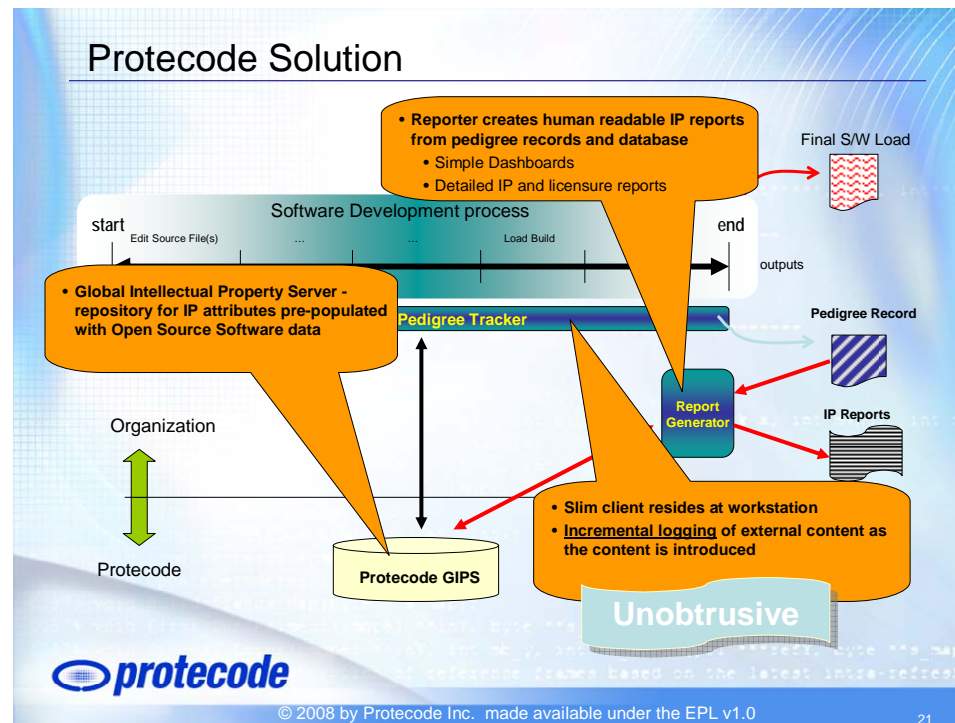 Protecode Solution
• Reporter creates human readable IP reports
from pedigree records and database
• Simple Dashboards
• Detailed IP and licensure reports
Final S/W Load
Software Development process
start
end
Edit Source File(s)
...
...
Load Build
outputs
• Global Intellectual Property Server -
repository for IP attributes pre-populated
with Open Source Software data
Pedigree Tracker
Pedigree Record
Report
Generator
IP Reports
Organization
Protecode
• Slim client resides at workstation
• Incremental logging of external content as
the content is introduced
Protecode GIPS
Unobtrusive
protecode
© 2008 by Protecode Inc. made available under the EPL v1.0
21